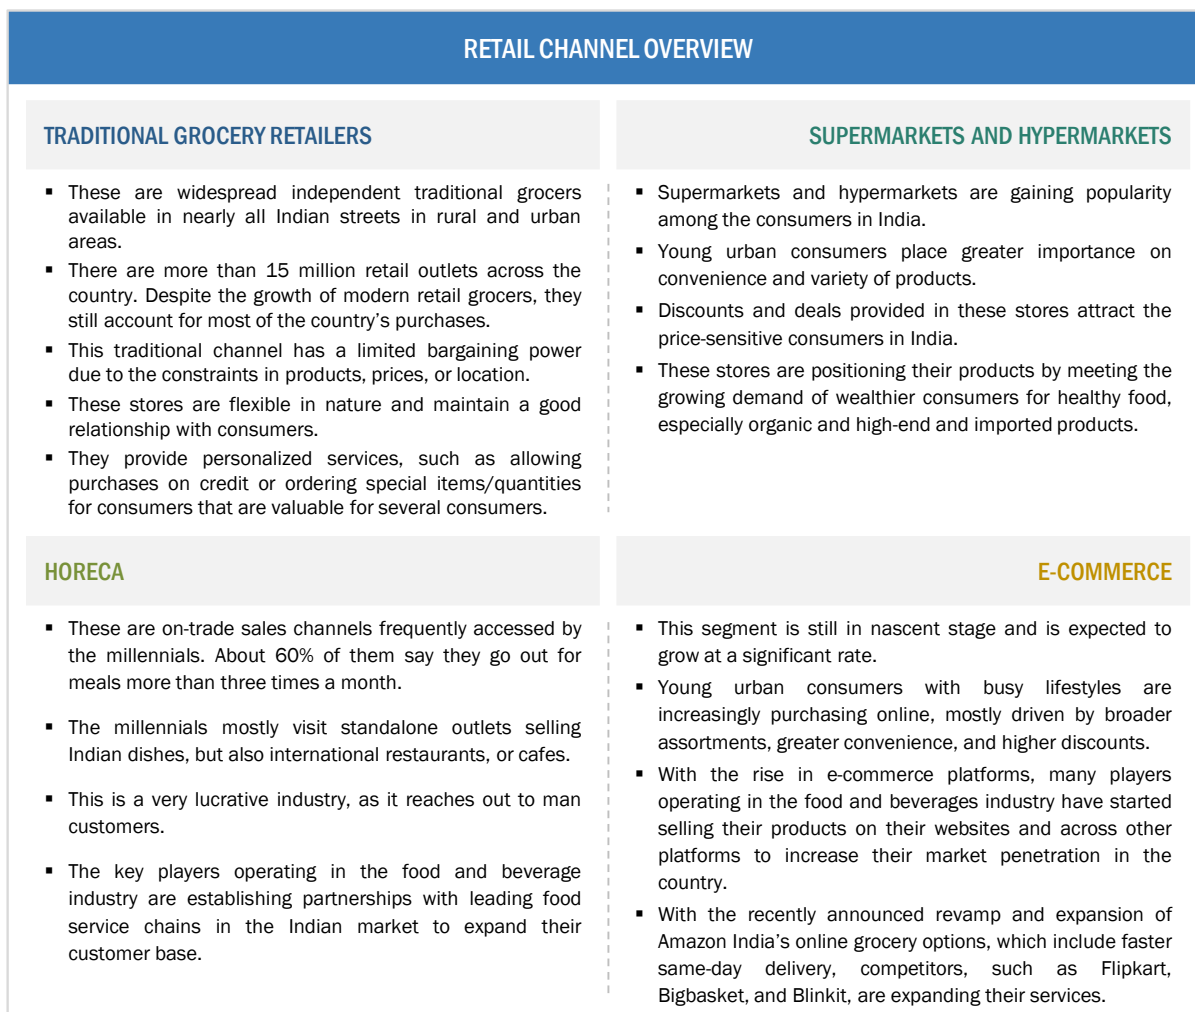 RETAIL CHANNEL OVERVIEW
TRADITIONAL GROCERY RETAILERS
▪ These are widespread independent traditional grocers
available in nearly all Indian streets in rural and urban
areas.
▪ There are more than 15 million retail outlets across the
country. Despite the growth of modern retail grocers, they
still account for most of the country's purchases.
▪ This traditional channel has a limited bargaining power
due to the constraints in products, prices, or location.
▪ These stores are flexible in nature and maintain a good
relationship with consumers.
▪ They provide personalized services, such as allowing
purchases on credit or ordering special items/quantities
for consumers that are valuable for several consumers.
SUPERMARKETS AND HYPERMARKETS
▪ Supermarkets and hypermarkets are gaining popularity
among the consumers in India.
▪ Young urban consumers place greater importance on
convenience and variety of products.
▪ Discounts and deals provided in these stores attract the
price-sensitive consumers in India.
▪ These stores are positioning their products by meeting the
growing demand of wealthier consumers for healthy food,
especially organic and high-end and imported products.
HORECA
▪ These are on-trade sales channels frequently accessed by
the millennials. About 60% of them say they go out for
meals more than three times a month.
▪ The millennials mostly visit standalone outlets selling
Indian dishes, but also international restaurants, or cafes.
▪ This is a very lucrative industry, as it reaches out to man
customers.
▪ The key players operating in the food and beverage
industry are establishing partnerships with leading food
service chains in the Indian market to expand their
customer base.
E-COMMERCE
▪ This segment is still in nascent stage and is expected to
grow at a significant rate.
▪ Young urban consumers with busy lifestyles are
increasingly purchasing online, mostly driven by broader
assortments, greater convenience, and higher discounts.
▪ With the rise in e-commerce platforms, many players
operating in the food and beverages industry have started
selling their products on their websites and across other
platforms to increase their market penetration in the
country.
▪ With the recently announced revamp and expansion of
Amazon India's online grocery options, which include faster
same-day delivery, competitors, such as Flipkart,
Bigbasket, and Blinkit, are expanding their services.